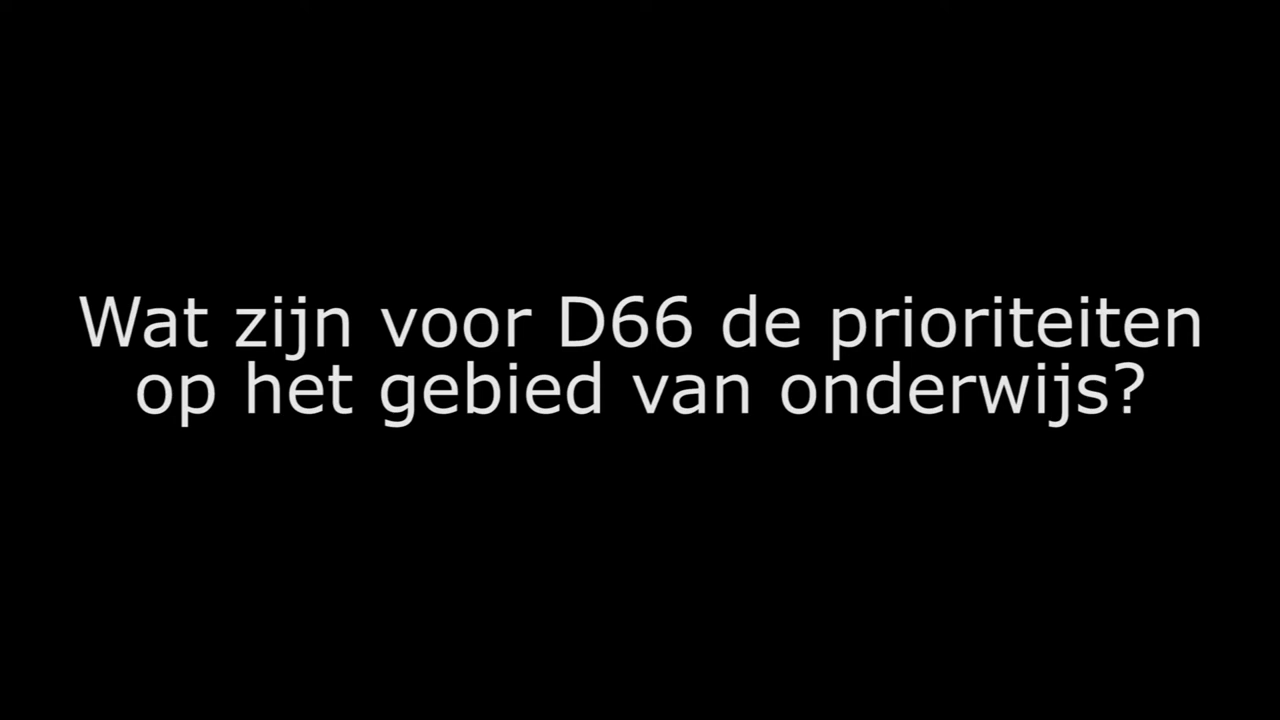 Wat zijn voor D66 de prioriteiten
op het gebied van onderwijs?